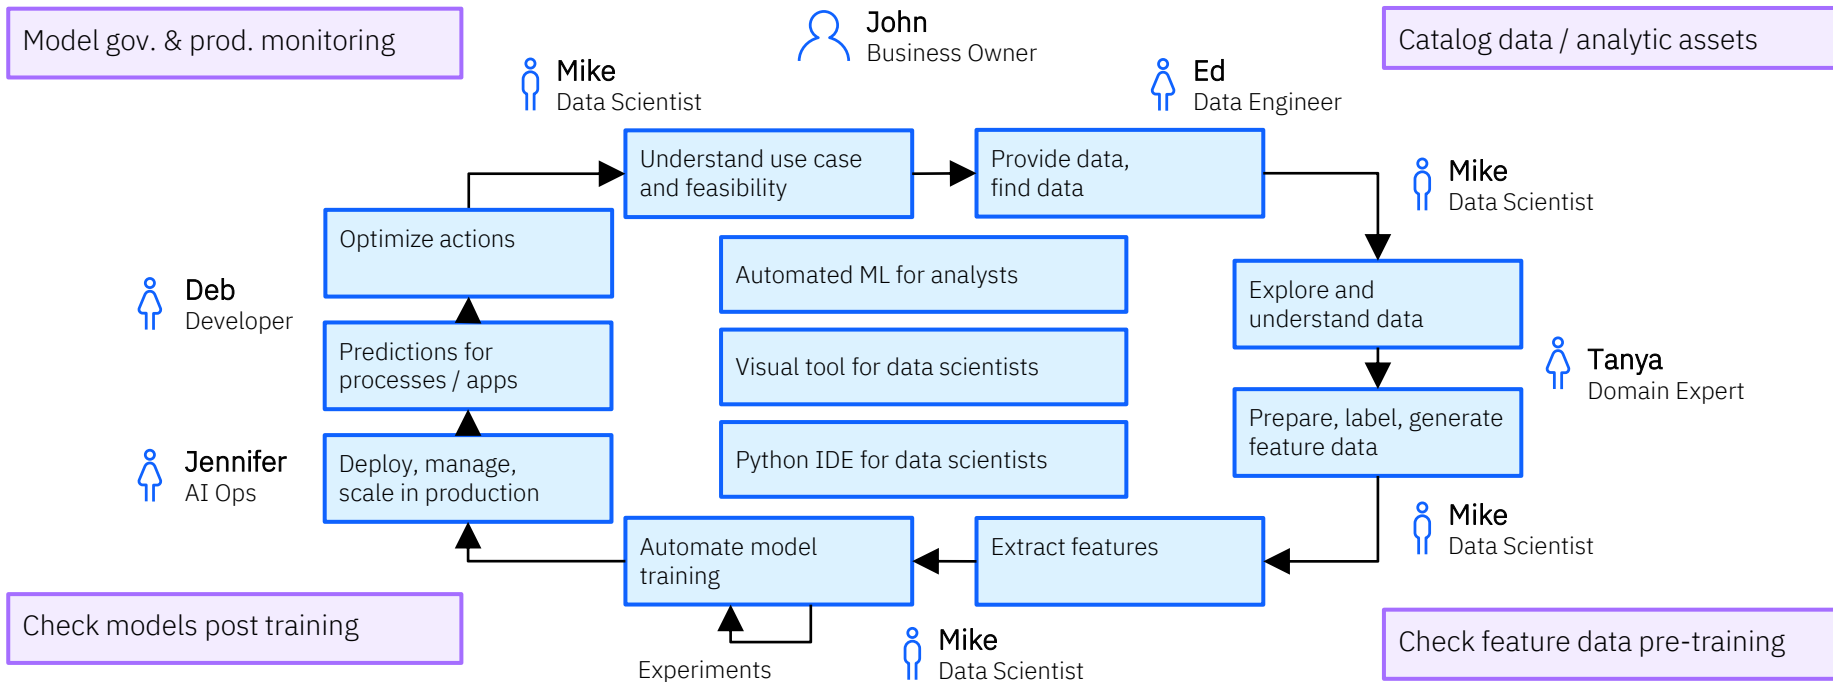 Model gov. & prod. monitoring
John
Business Owner
Catalog data / analytic assets
Mike
Data Scientist
Ed
Data Engineer
Understand use case
and feasibility
Provide data,
find data
Mike
Data Scientist
Optimize actions
Automated ML for analysts
Explore and
understand data
Deb
Developer
Predictions for
processes / apps
Visual tool for data scientists
Tanya
Domain Expert
Prepare, label, generate
feature data
Jennifer
AI Ops
Deploy, manage,
scale in production
Python IDE for data scientists
Mike
Data Scientist
Automate model
training
Extract features
Check models post training
Experiments
Mike
Data Scientist
Check feature data pre-training